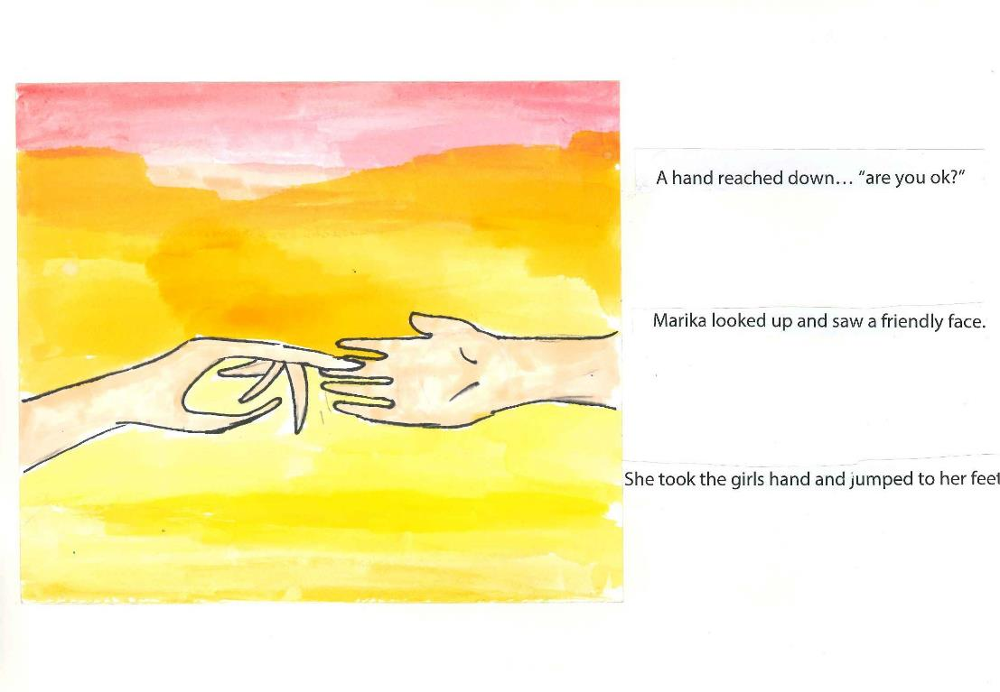 A hand reached down… “are you ok?”
Marika looked up and saw a friendly face.
She took the girls hand and jumped to her feet